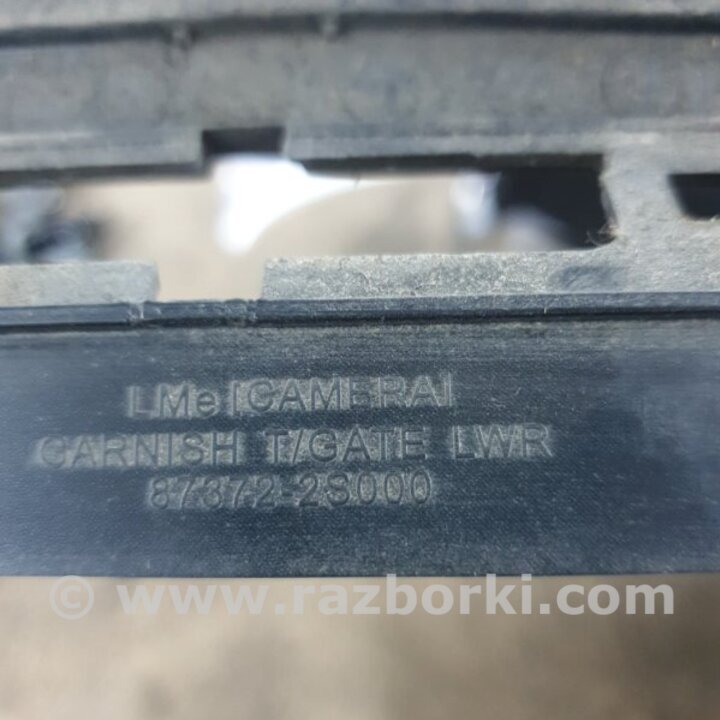 LMe [CAMERA]
GARNISH T/GATE LWR
87372-2S000
© www.razborki.com